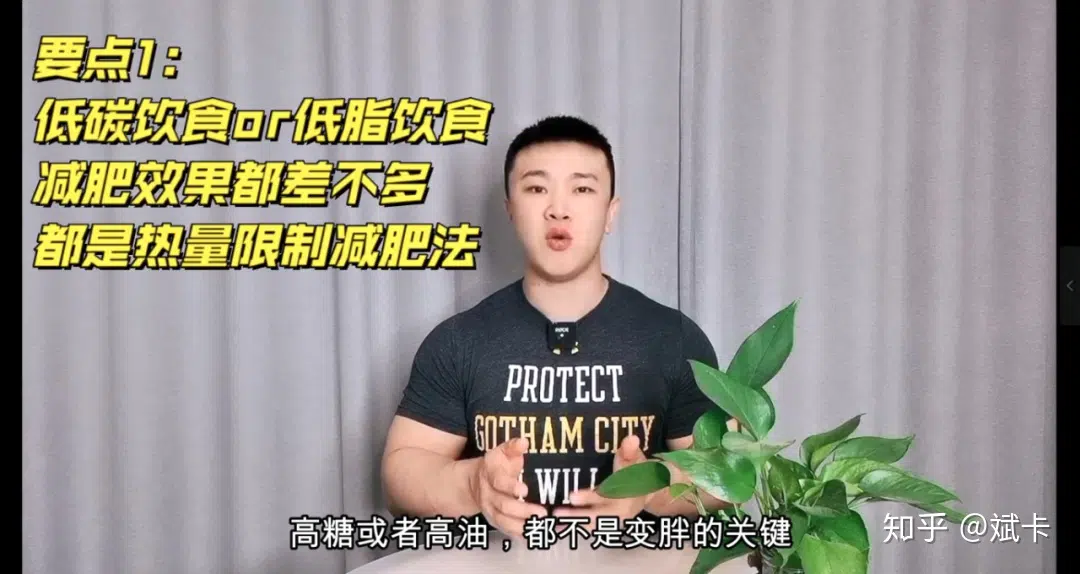 要点1：
低碳饮食or低脂饮食
减肥效果都差不多
都是热量限制减肥法
PROTECT
GOTHAM CITY
I WILL
高糖或者高油，都不是变胖的关键
知乎 @斌卡